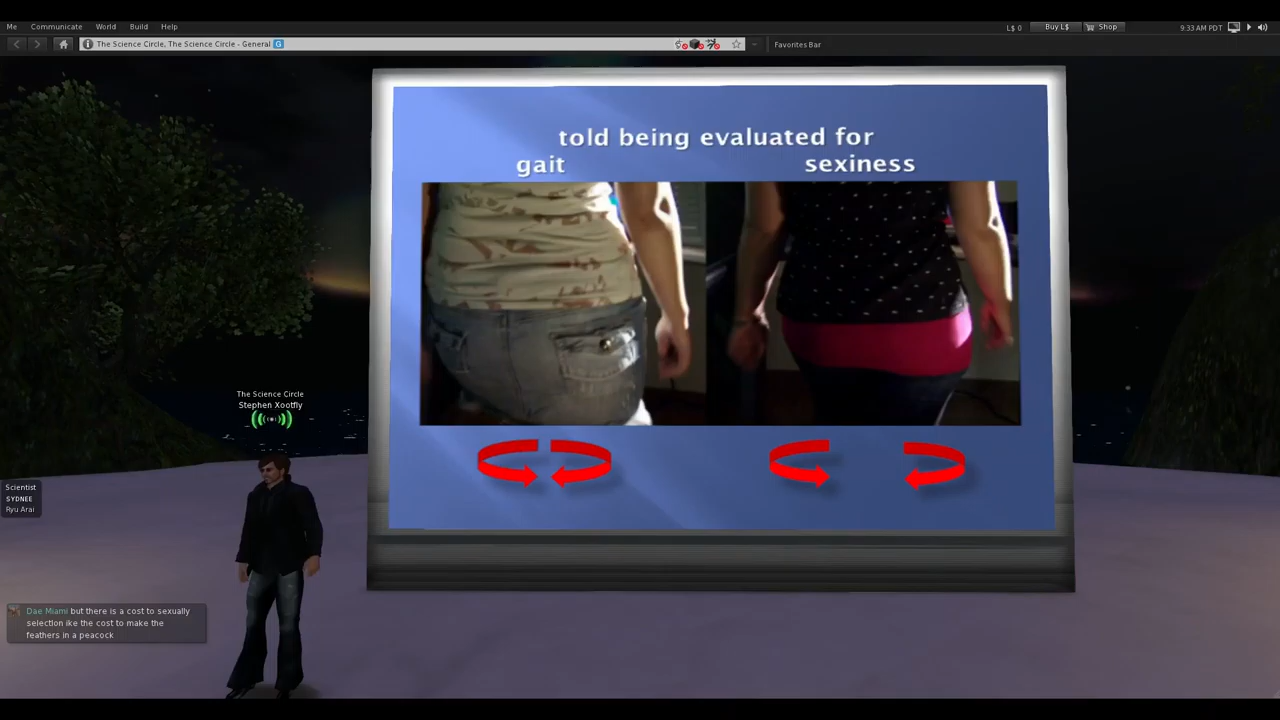 Me Communicate World Build Help
L$ 0 Buy L$ Shop 9:33 AM PDT
The Science Circle, The Science Circle - General G
Favorites Bar
told being evaluated for
gait sexiness
The Science Circle
Stephen Xootfly
Scientist
SYDNEE
Ryu Arai
Dae Miami but there is a cost to sexually
selection ike the cost to make the
feathers in a peacock